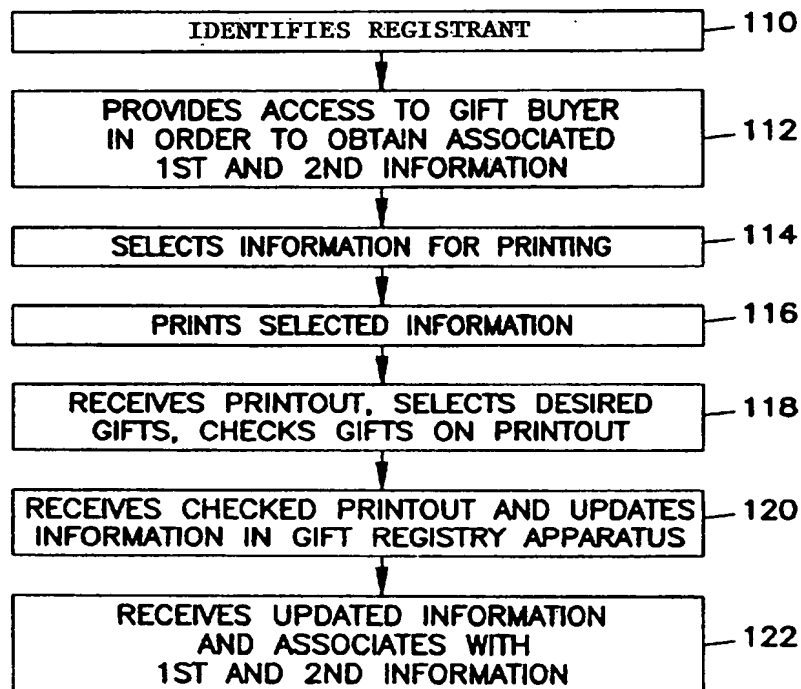 IDENTIFIES REGISTRANT
110
PROVIDES ACCESS TO GIFT BUYER
IN ORDER TO OBTAIN ASSOCIATED
1ST AND 2ND INFORMATION
112
SELECTS INFORMATION FOR PRINTING
114
PRINTS SELECTED INFORMATION
116
RECEIVES PRINTOUT, SELECTS DESIRED
GIFTS, CHECKS GIFTS ON PRINTOUT
118
RECEIVES CHECKED PRINTOUT AND UPDATES
INFORMATION IN GIFT REGISTRY APPARATUS
120
RECEIVES UPDATED INFORMATION
AND ASSOCIATES WITH
1ST AND 2ND INFORMATION
122